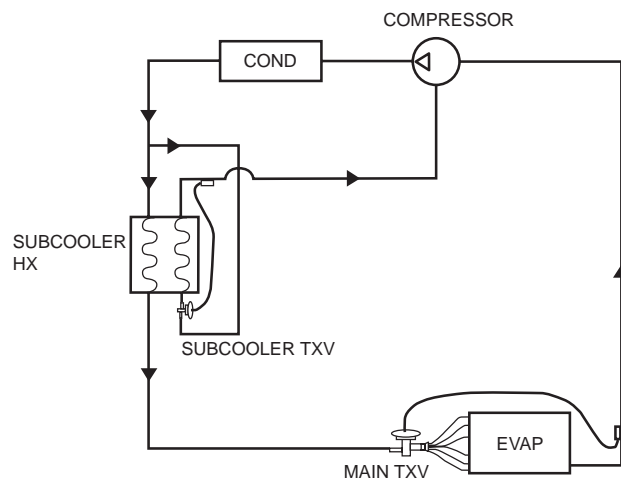 COMPRESSOR
COND
SUBCOOLER
HX
SUBCOOLER TXV
EVAP
MAIN TXV